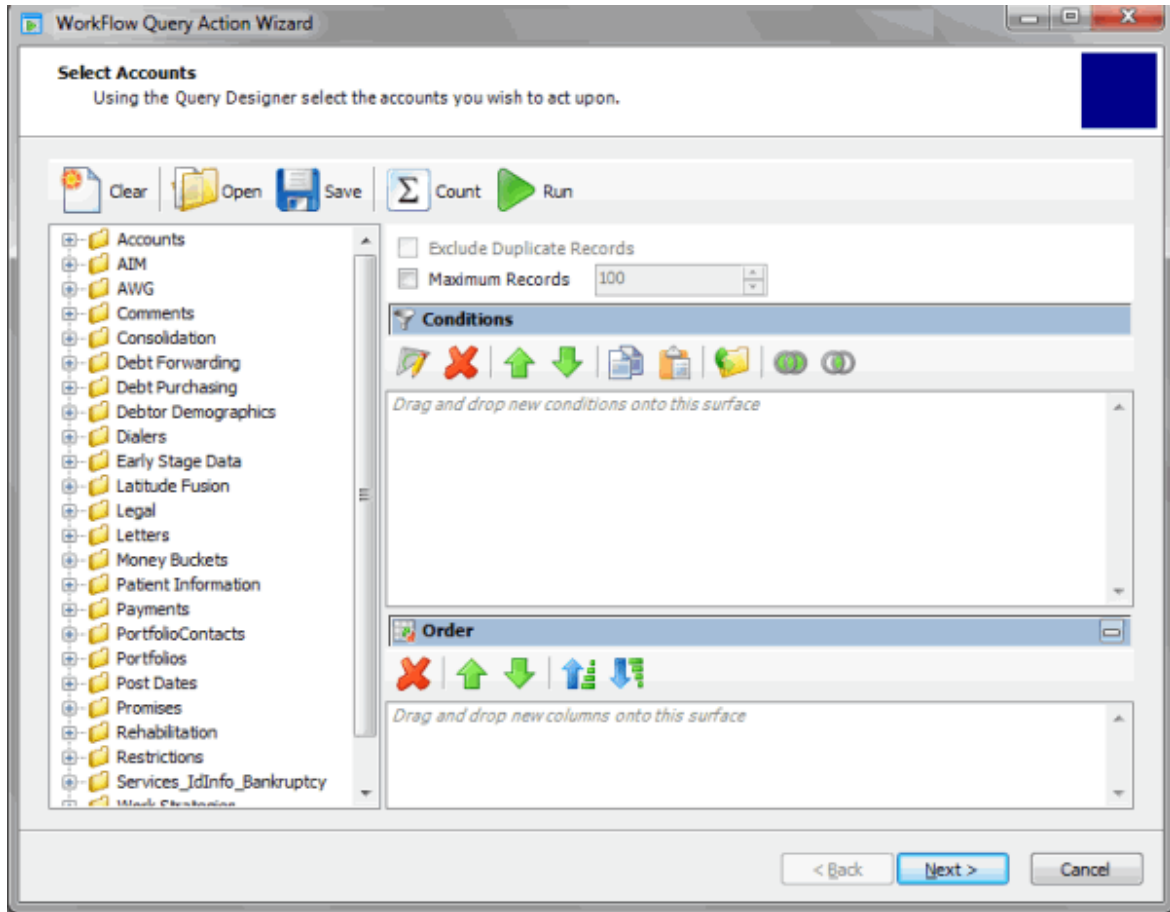 WorkFlow Query Action Wizard
Select Accounts
Using the Query Designer select the accounts you wish to act upon.
Clear Open Save Σ Count Run
Accounts
AIM
AWG
Comments
Consolidation
Debt Forwarding
Debt Purchasing
Debtor Demographics
Dialers
Early Stage Data
Latitude Fusion
Legal
Letters
Money Buckets
Patient Information
Payments
PortfolioContacts
Portfolios
Post Dates
Promises
Rehabilitation
Restrictions
Services_IdInfo_Bankruptcy
Work Strategies
Exclude Duplicate Records
Maximum Records 100
Conditions
Drag and drop new conditions onto this surface
Order
Drag and drop new columns onto this surface
< Back Next > Cancel